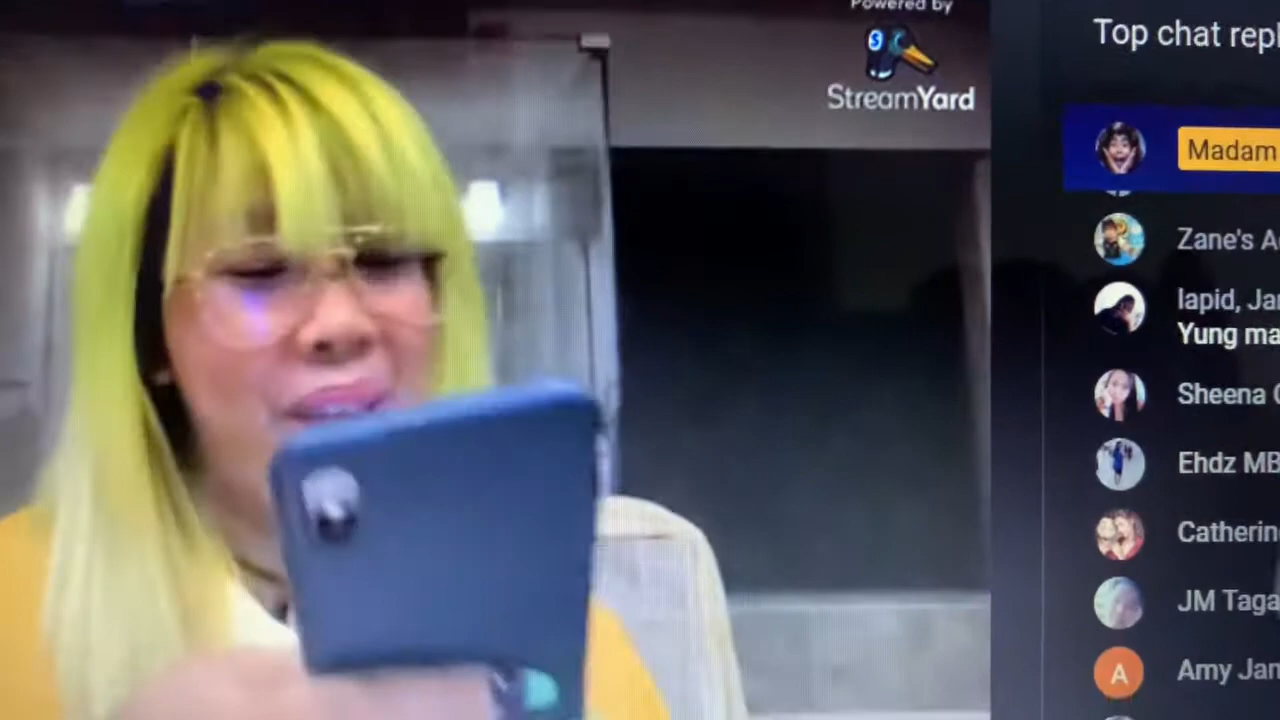 Powered by
StreamYard
Top chat repl
Madam
Zane's A
lapid, Jar
Yung ma
Sheena
Ehdz MB
Catherin
JM Taga
Amy Jan
A